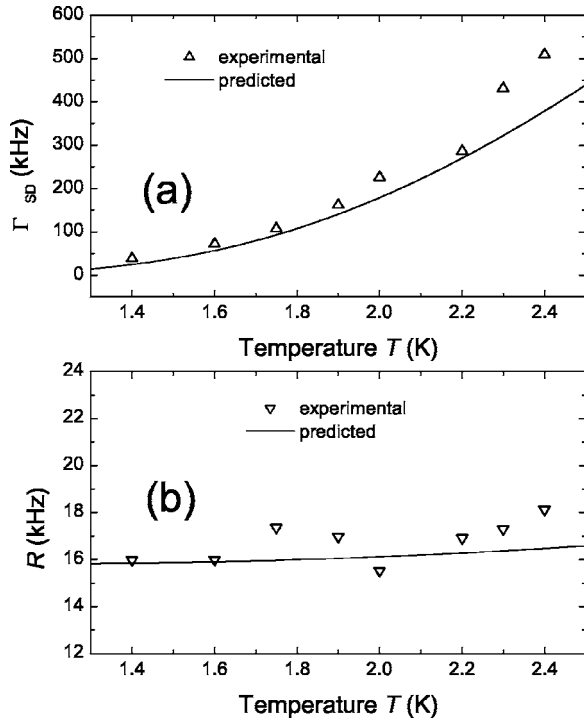 600
500
400
300
200
100
0
Γ SD (kHz)
experimental
predicted
(a)
1.4 1.6 1.8 2.0 2.2 2.4
Temperature T (K)
24
22
20
18
16
14
12
R (kHz)
experimental
predicted
(b)
1.4 1.6 1.8 2.0 2.2 2.4
Temperature T (K)